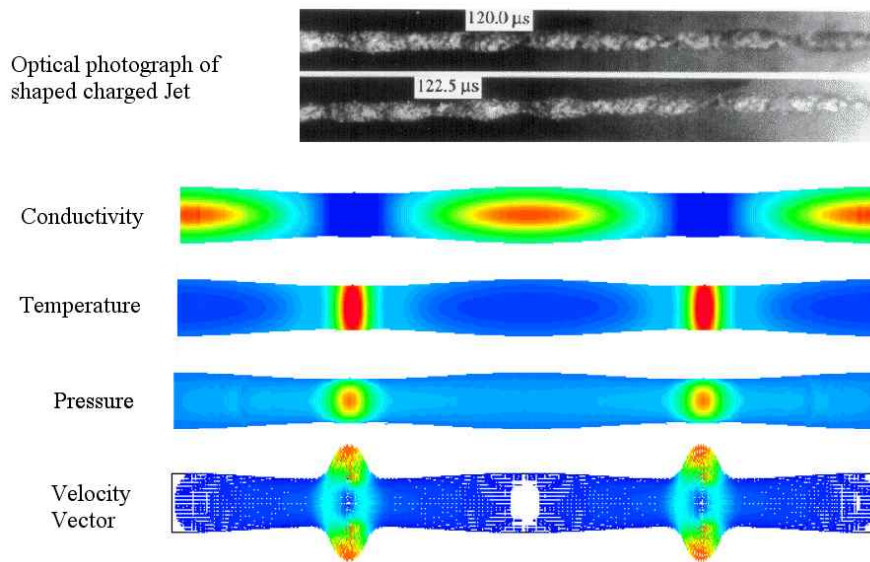 120.0 µs
Optical photograph of
shaped charged Jet
122.5 µs
Conductivity
Temperature
Pressure
Velocity
Vector